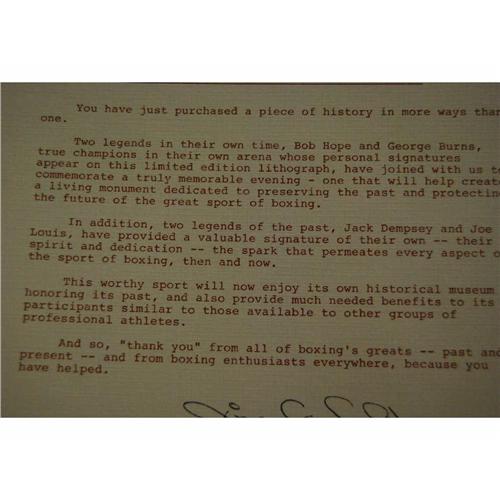 You have just purchased a piece of history in more ways than
one.
Two legends in their own time, Bob Hope and George Burns,
true champions in their own arena whose personal signatures
appear on this limited edition lithograph, have joined with us to
commemorate a truly memorable evening - one that will help create
a living monument dedicated to preserving the past and protecting
the future of the great sport of boxing.
In addition, two legends of the past, Jack Dempsey and Joe
Louis, have provided a valuable signature of their own -- their
spirit and dedication -- the spark that permeates every aspect o
the sport of boxing, then and now.
This worthy sport will now enjoy its own historical museum
honoring its past, and also provide much needed benefits to its
participants similar to those available to other groups of
professional athletes.
And so, "thank you" from all of boxing's greats -- past and
present -- and from boxing enthusiasts everywhere, because you
have helped.